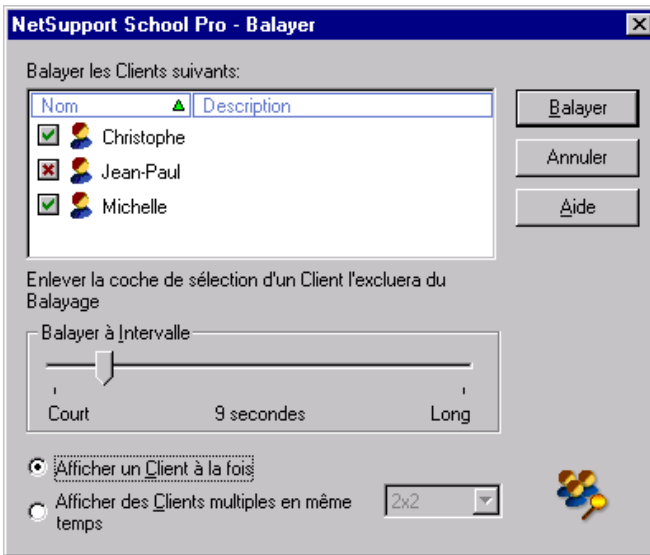 NetSupport School Pro - Balayer
Balayer les Clients suivants:
Nom Description
Christophe
Jean-Paul
Michelle
Balayer
Annuler
Aide
Enlever la coche de sélection d'un Client l'excluera du
Balayage
Balayer à Intervalle
Court 9 secondes Long
Afficher un Client à la fois
Afficher des Clients multiples en même
temps
2x2